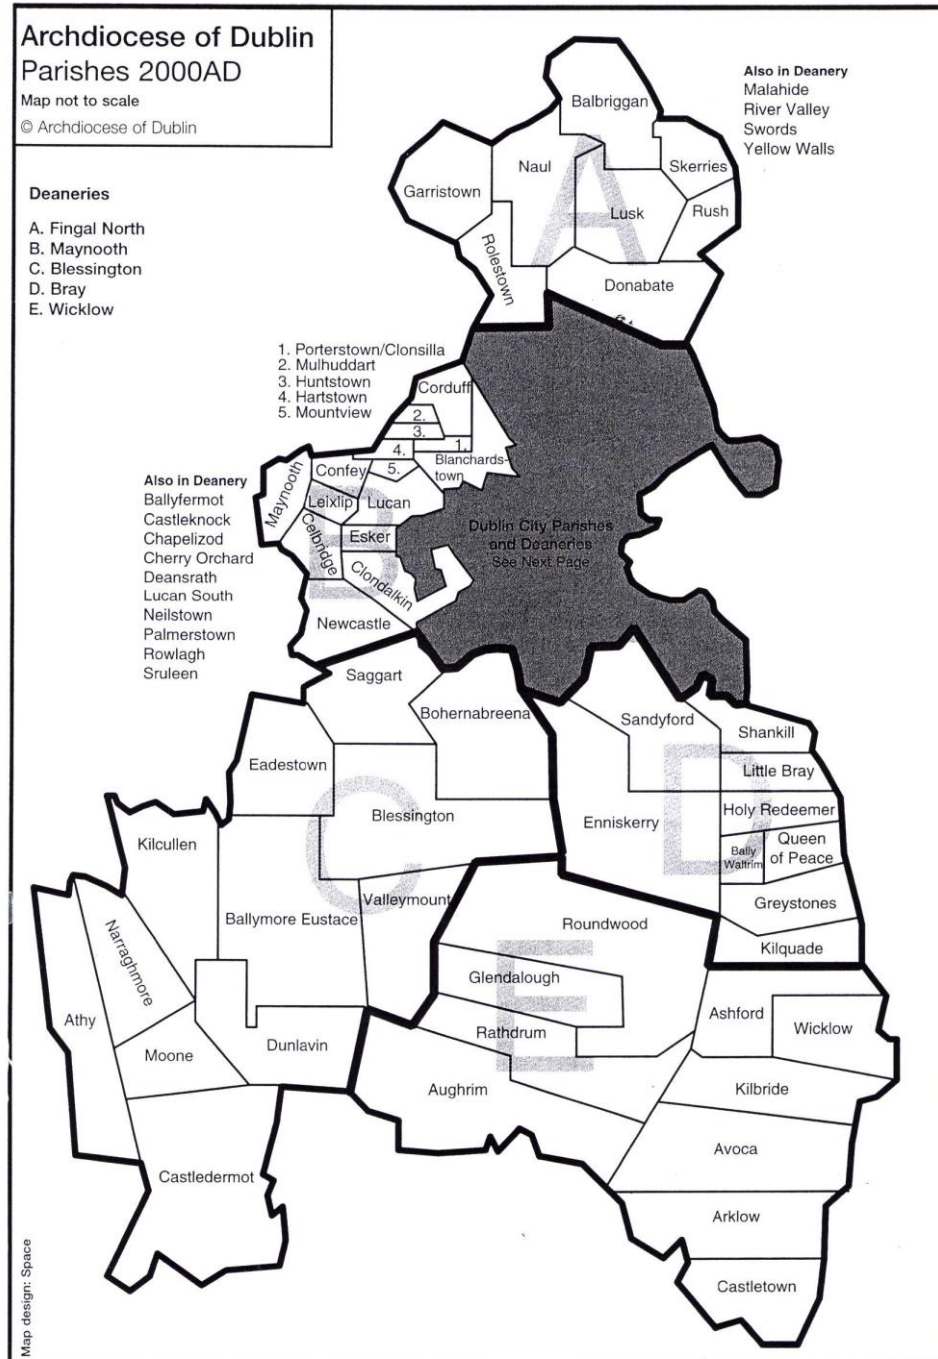 Archdiocese of Dublin
Parishes 2000AD
Map not to scale
© Archdiocese of Dublin
Deaneries
A. Fingal North
B. Maynooth
C. Blessington
D. Bray
E. Wicklow
Also in Deanery
Malahide
River Valley
Swords
Yellow Walls
A
Balbriggan
Naul
Skerries
Garristown
Lusk
Rush
Rolestown
Donabate
1. Porterstown/Clonsilla
2. Mulhuddart
3. Huntstown
4. Hartstown
5. Mountview
Also in Deanery
Ballyfermot
Castleknock
Chapelizod
Cherry Orchard
Deansrath
Lucan South
Neilstown
Palmerstown
Rowlagh
Sruleen
B
Corduff
2.
3.
1.
4.
5.
Blanchards-
town
Maynooth
Confey
Leixlip
Lucan
Celbridge
Esker
Clondalkin
Newcastle
Dublin City Parishes
and Deaneries
See Next Page
C
Saggart
Bohernabreena
Eadestown
Blessington
Kilcullen
Valleymount
Ballymore Eustace
Narraghmore
Athy
Moone
Dunlavin
Castledermot
D
Sandyford
Shankill
Little Bray
Enniskerry
Holy Redeemer
Bally
Waltrim
Queen
of Peace
Greystones
Kilquade
E
Roundwood
Glendalough
Rathdrum
Ashford
Wicklow
Aughrim
Kilbride
Avoca
Arklow
Castletown
Map design: Space